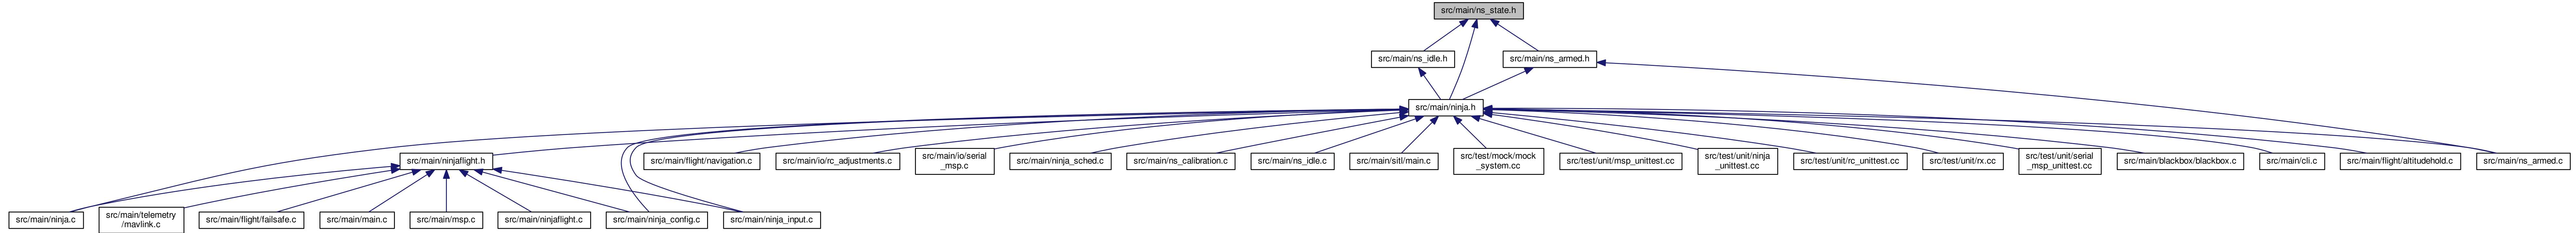 src/main/ns_state.h
src/main/ns_idle.h
src/main/ns_armed.h
src/main/ninja.h
src/main/ninjaflight.h
src/main/flight/navigation.c
src/main/io/rc_adjustments.c
src/main/io/serial
_msp.c
src/main/ninja_sched.c
src/main/ns_calibration.c
src/main/ns_idle.c
src/main/sitl/main.c
src/test/mock/mock
_system.cc
src/test/unit/msp_unittest.cc
src/test/unit/ninja
_unittest.cc
src/test/unit/rc_unittest.cc
src/test/unit/rx.cc
src/test/unit/serial
_msp_unittest.cc
src/main/blackbox/blackbox.c
src/main/cli.c
src/main/flight/altitudehold.c
src/main/ns_armed.c
src/main/ninja.c
src/main/telemetry
/mavlink.c
src/main/flight/failsafe.c
src/main/main.c
src/main/msp.c
src/main/ninjaflight.c
src/main/ninja_config.c
src/main/ninja_input.c